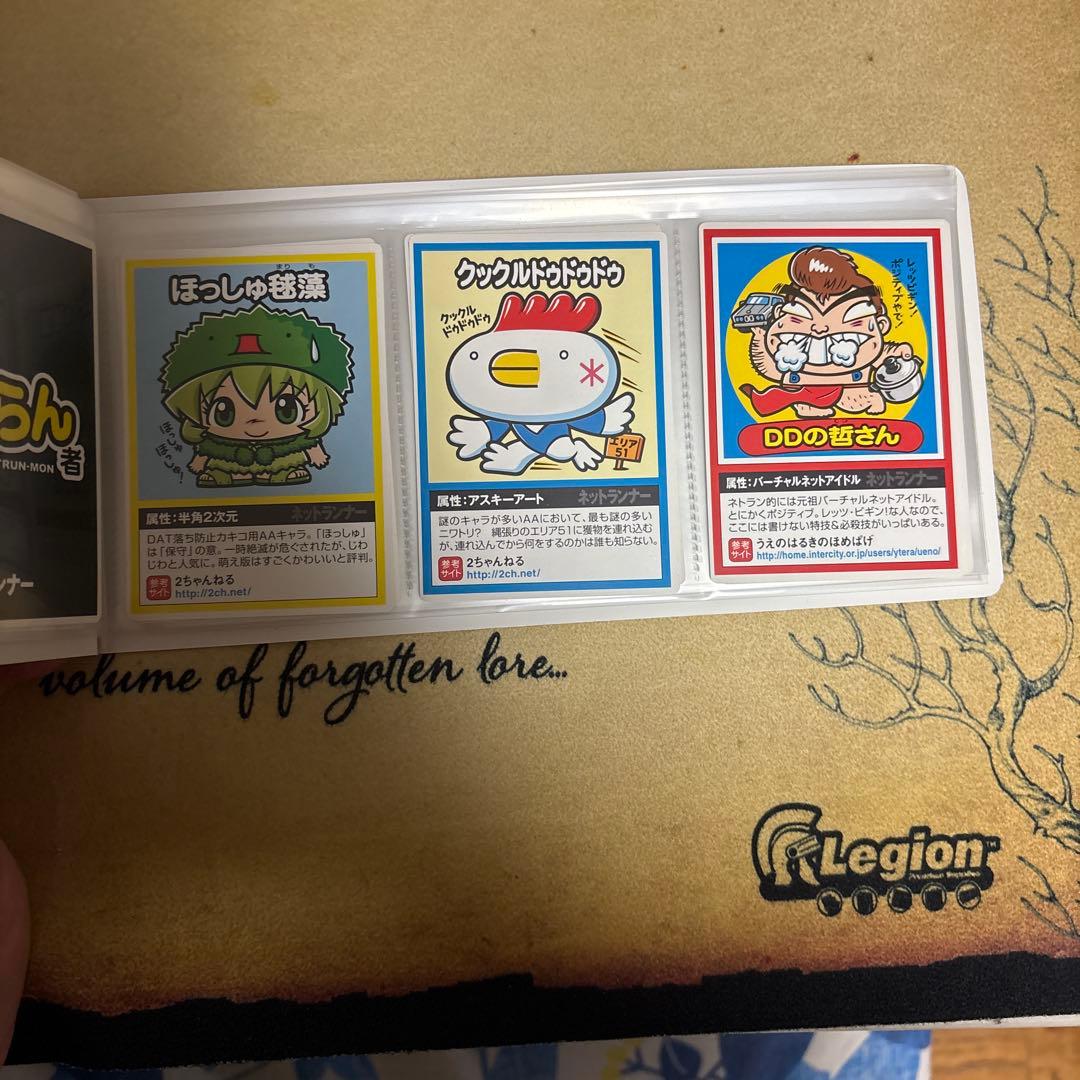 らん
者
TRUN-MON
ンナー
まりも
ほっしゅ毬藻
ほっしゅ
ほっしゅ!
属性:半角2次元
ネットランナー
DAT落ち防止カキコ用AAキャラ。「ほっしゅ」
は「保守」の意。一時絶滅が危ぐされたが、じわ
じわと人気に。萌え版はすごくかわいいと評判。
参考
サイト
2ちゃんねる
http://2ch.net/
クックルドゥドゥドゥ
クックル
ドゥドゥドゥ
エリア
51
属性:アスキーアート
ネットランナー
謎のキャラが多いAAにおいて、最も謎の多い
ニワトリ? 縄張りのエリア51に獲物を連れ込む
が、連れ込んでから何をするのかは誰も知らない。
参考
サイト
2ちゃんねる
http://2ch.net/
レッツビギン!
ポジティブやで!
DDの哲さん
属性:バーチャルネットアイドル
ネットランナー
ネトラン的には元祖バーチャルネットアイドル。
とにかくポジティブ。レッツ・ビギン!な人なので、
ここには書けない特技&必殺技がいっぱいある。
参考
サイト
うえのはるきのほめぱげ
http://home.intercity.or.jp/users/ytera/ueno/
volume of forgotten lore...
Legion